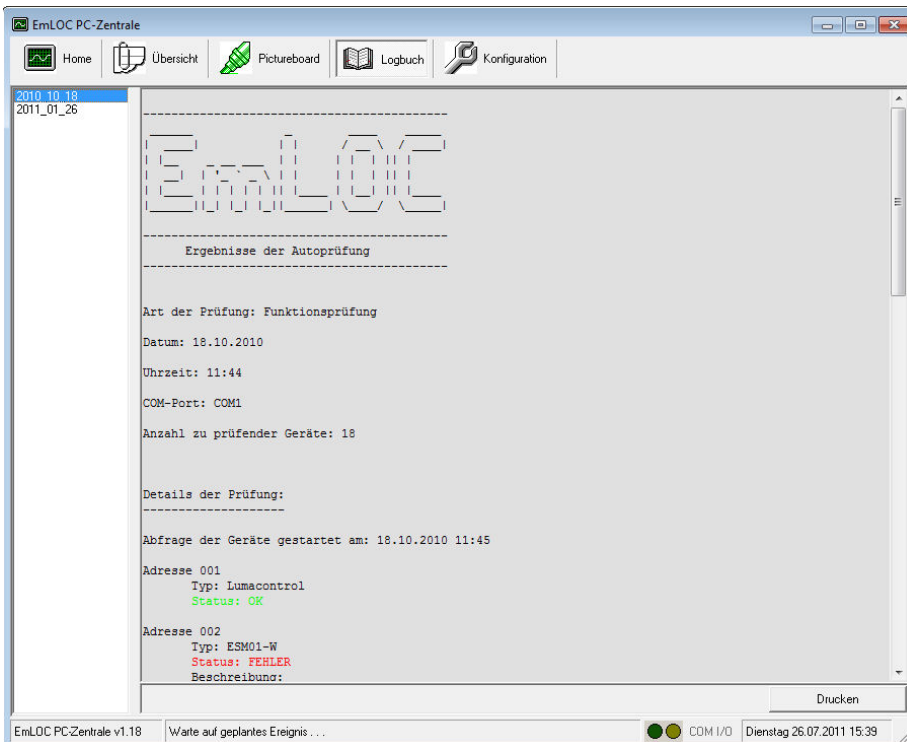 EmLOC PC-Zentrale
Home Übersicht Pictureboard Logbuch Konfiguration
2010_10_18
2011_01_26
------------------------------------------
EmLOC
------------------------------------------
Ergebnisse der Autoprüfung
------------------------------------------
Art der Prüfung: Funktionsprüfung
Datum: 18.10.2010
Uhrzeit: 11:44
COM-Port: COM1
Anzahl zu prüfender Geräte: 18
Details der Prüfung:
--------------------
Abfrage der Geräte gestartet am: 18.10.2010 11:45
Adresse 001
Typ: Lumacontrol
Status: OK
Adresse 002
Typ: ESM01-W
Status: FEHLER
Beschreibung:
Drucken
EmLOC PC-Zentrale v1.18 Warte auf geplantes Ereignis . . . COM I/O Dienstag 26.07.2011 15:39